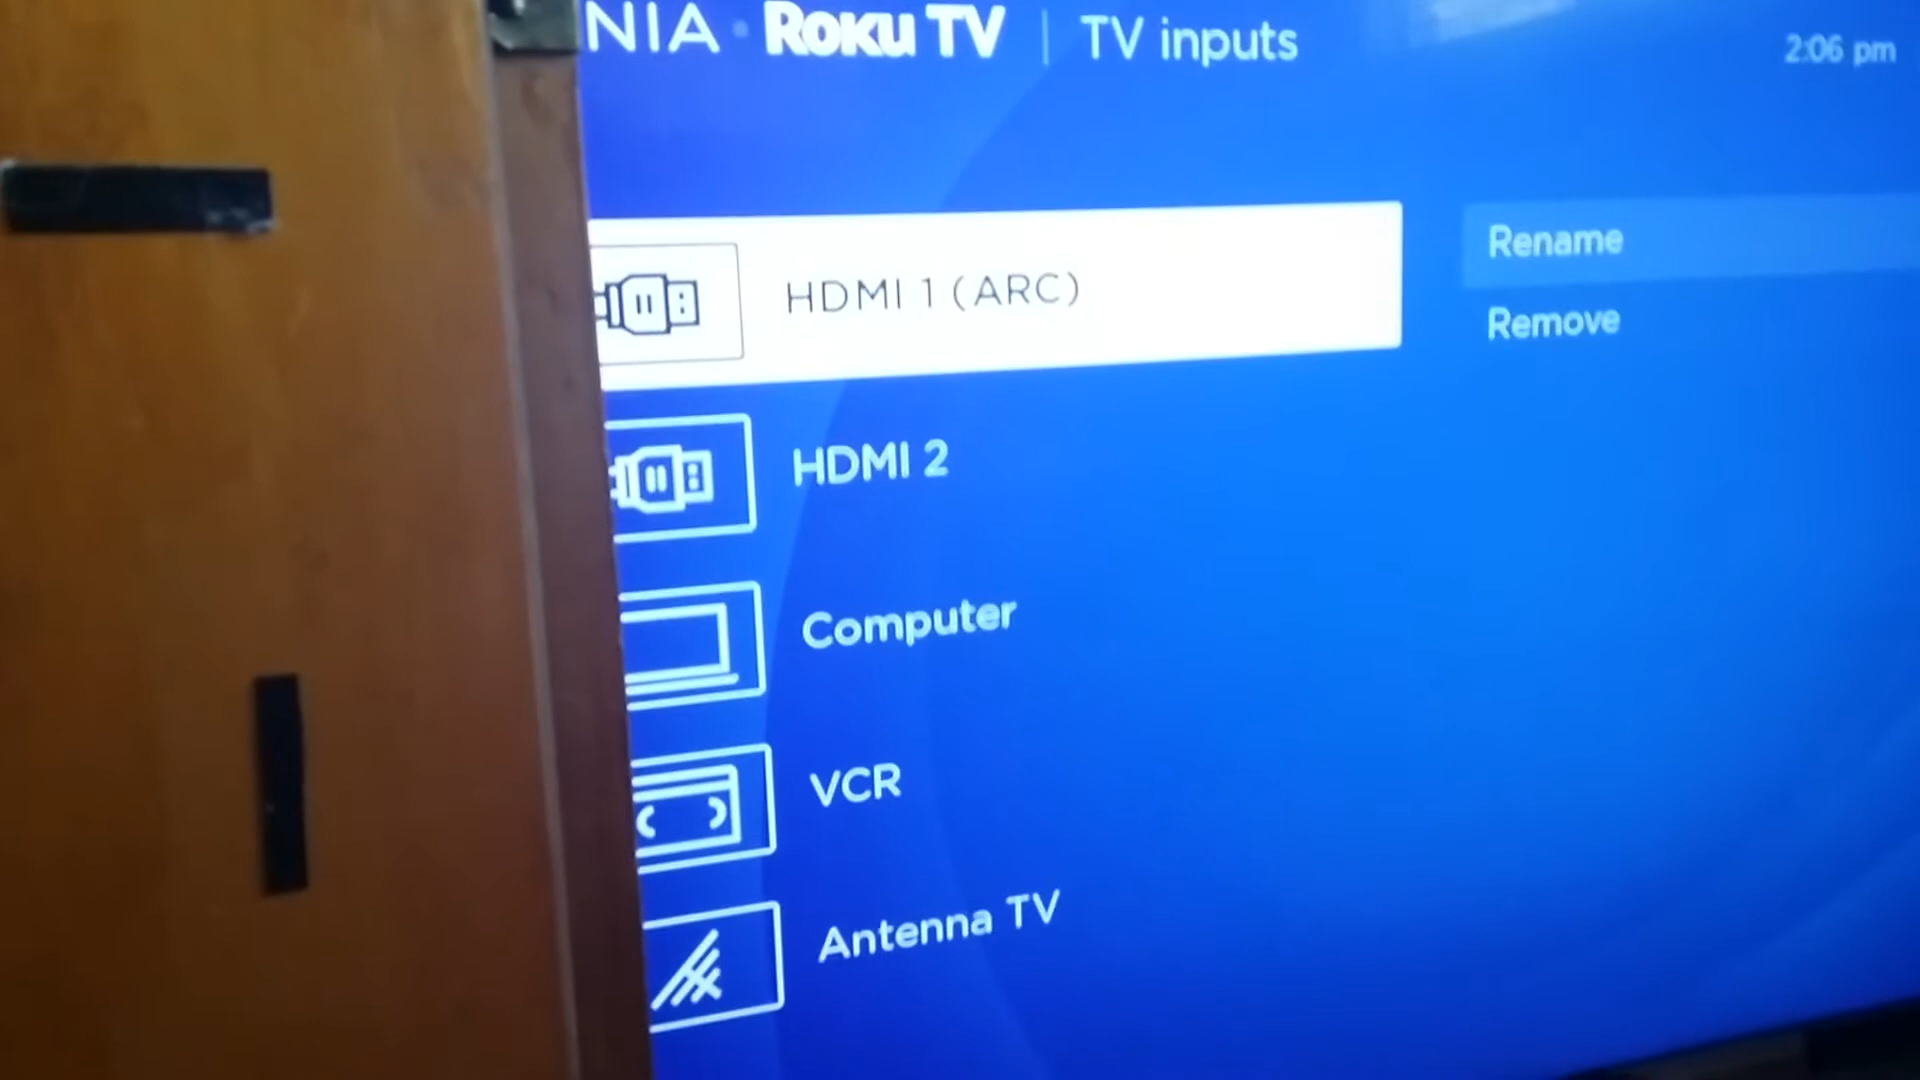 NIA • Roku TV | TV inputs
2:06 pm
HDMI 1 (ARC)
Rename
Remove
HDMI 2
Computer
VCR
Antenna TV